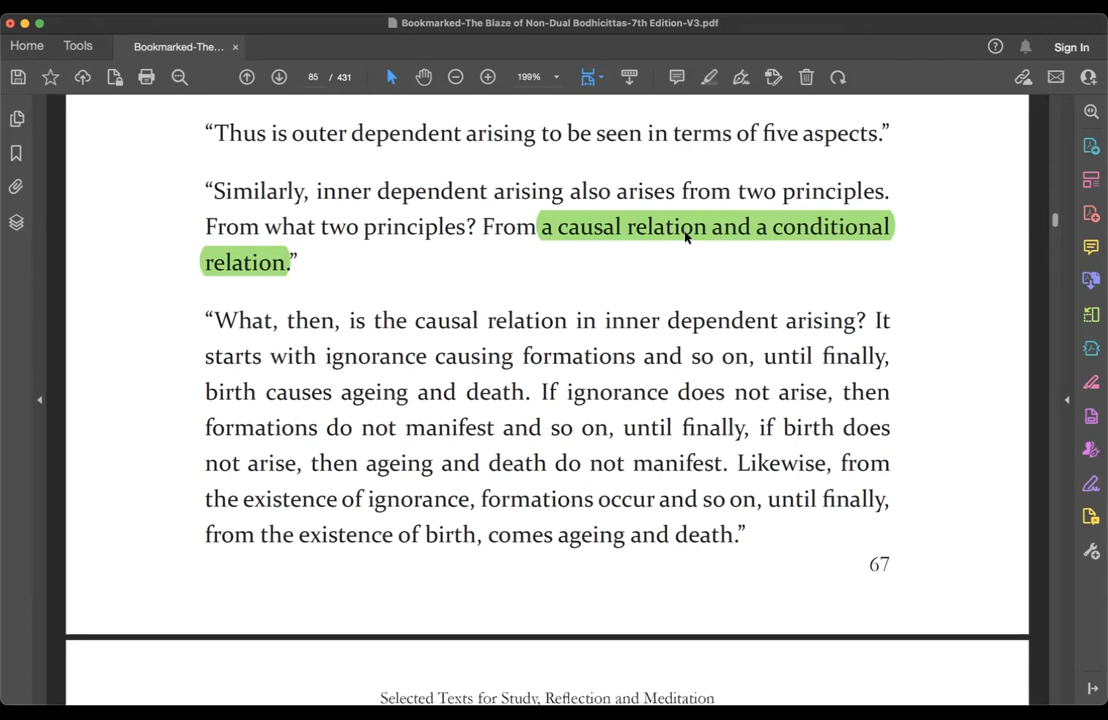 Bookmarked-The Blaze of Non-Dual Bodhicittas-7th Edition-V3.pdf
Home Tools Bookmarked-The... × Sign In
85 / 431 199%
“Thus is outer dependent arising to be seen in terms of five aspects.”
“Similarly, inner dependent arising also arises from two principles.
From what two principles? From a causal relation and a conditional
relation.”
“What, then, is the causal relation in inner dependent arising? It
starts with ignorance causing formations and so on, until finally,
birth causes ageing and death. If ignorance does not arise, then
formations do not manifest and so on, until finally, if birth does
not arise, then ageing and death do not manifest. Likewise, from
the existence of ignorance, formations occur and so on, until finally,
from the existence of birth, comes ageing and death.”
67
Selected Texts for Study, Reflection and Meditation